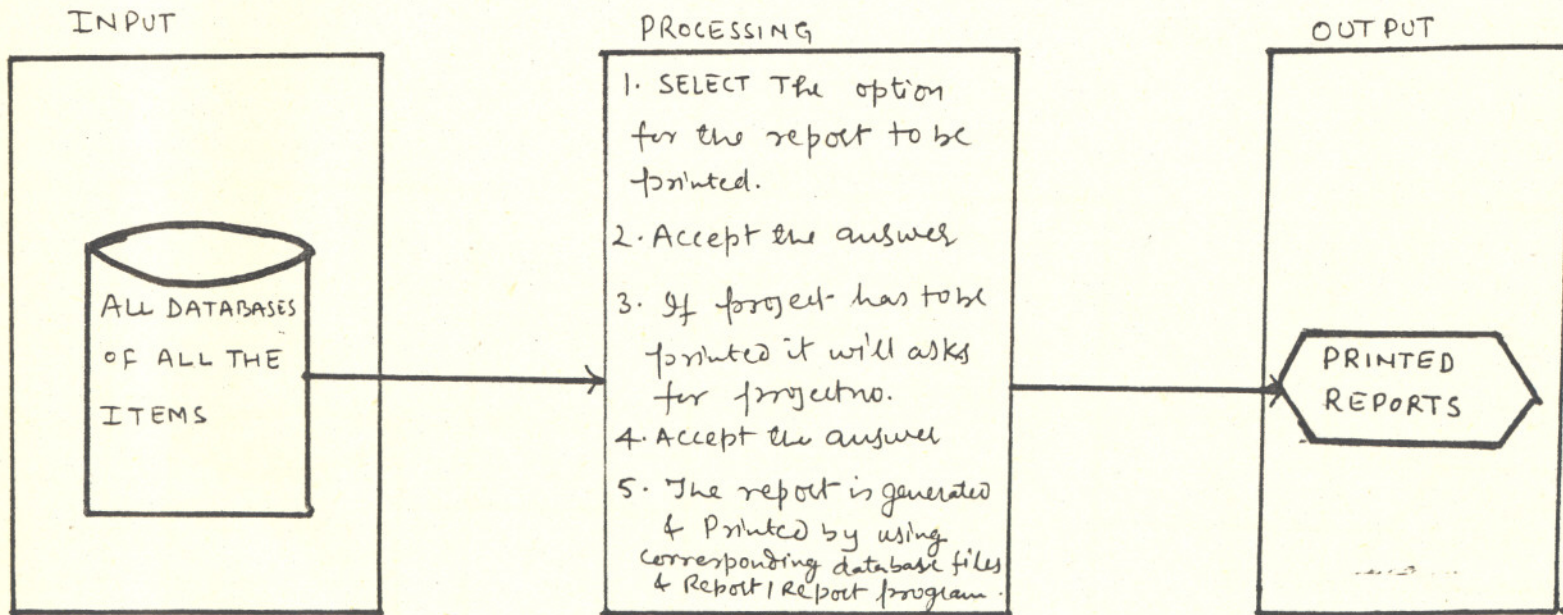 INPUT
ALL DATABASES
OF ALL THE
ITEMS
PROCESSING
1. SELECT The option
for the report to be
printed.
2. Accept the answer
3. If project has to be
printed it will asks
for projectno.
4. Accept the answer
5. The report is generated
& Printed by using
corresponding database files
& Report/Report program.
OUTPUT
PRINTED
REPORTS